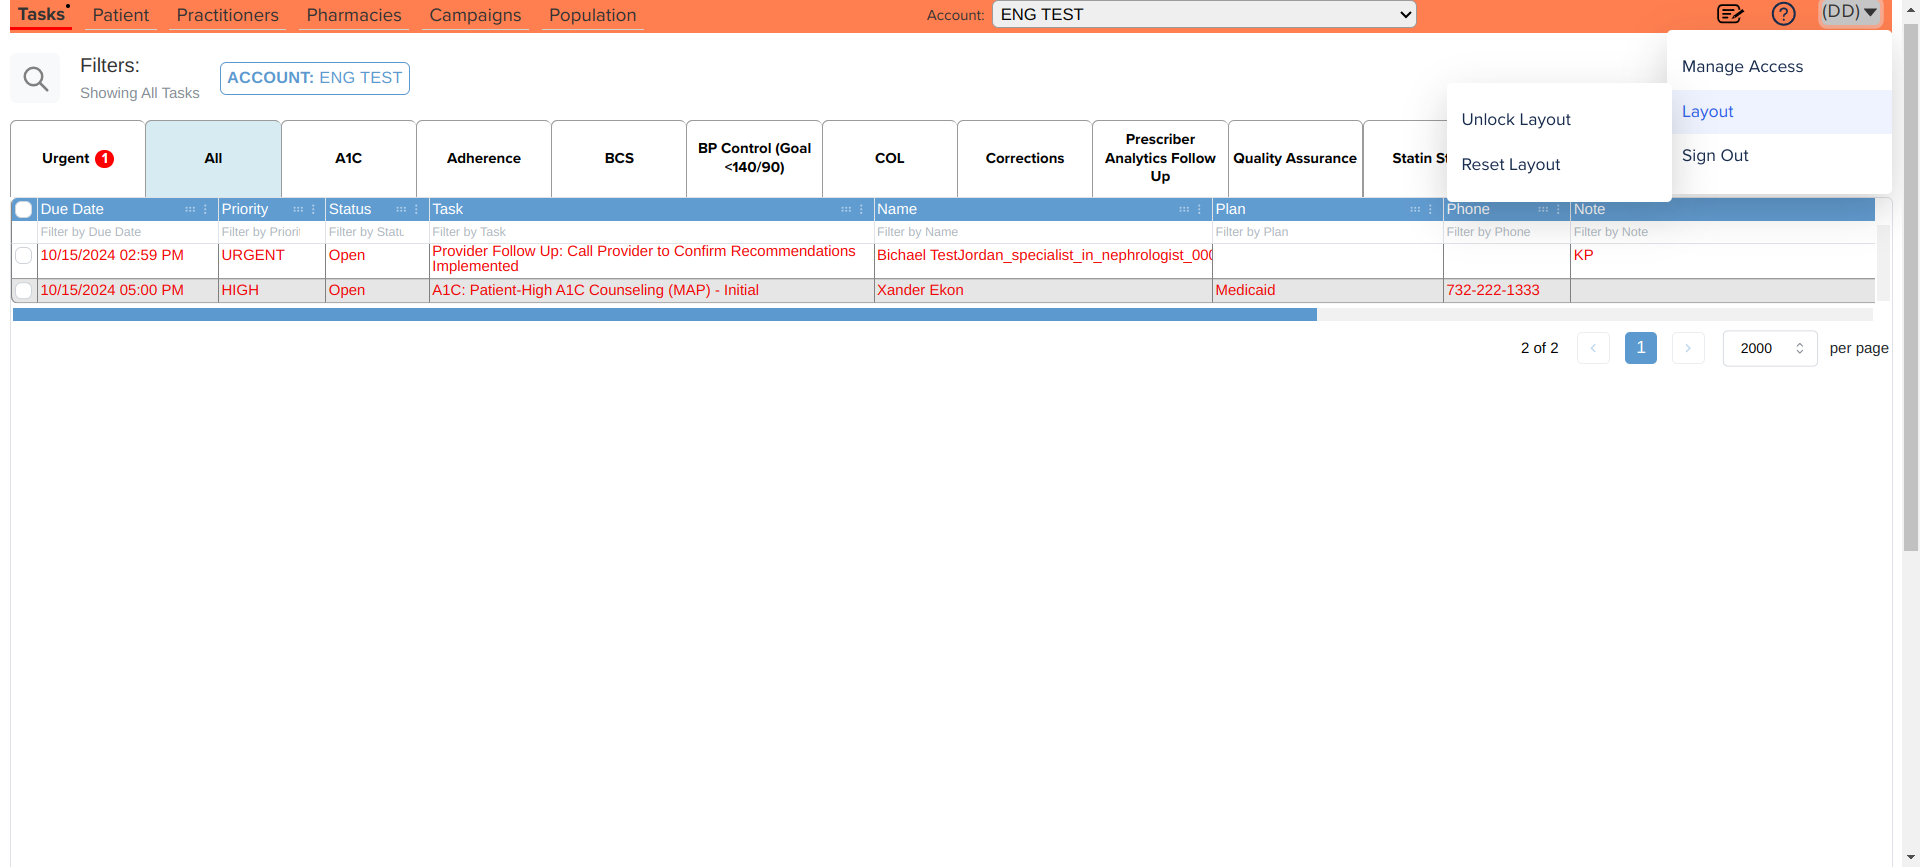 Tasks Patient Practitioners Pharmacies Campaigns Population Account: ENG TEST (DD)
Filters:
Showing All Tasks
ACCOUNT: ENG TEST
Manage Access
Layout
Sign Out
Unlock Layout
Reset Layout
Urgent 1
All
A1C
Adherence
BCS
BP Control (Goal
<140/90)
COL
Corrections
Prescriber
Analytics Follow
Up
Quality Assurance
Statin
Due Date Priority Status Task Name Plan Phone Note
Filter by Due Date Filter by Priori Filter by Statu Filter by Task Filter by Name Filter by Plan Filter by Phone Filter by Note
10/15/2024 02:59 PM URGENT Open Provider Follow Up: Call Provider to Confirm Recommendations
Implemented
Bichael TestJordan_specialist_in_nephrologist_000 KP
10/15/2024 05:00 PM HIGH Open A1C: Patient-High A1C Counseling (MAP) - Initial Xander Ekon Medicaid 732-222-1333
2 of 2 1 2000 per page